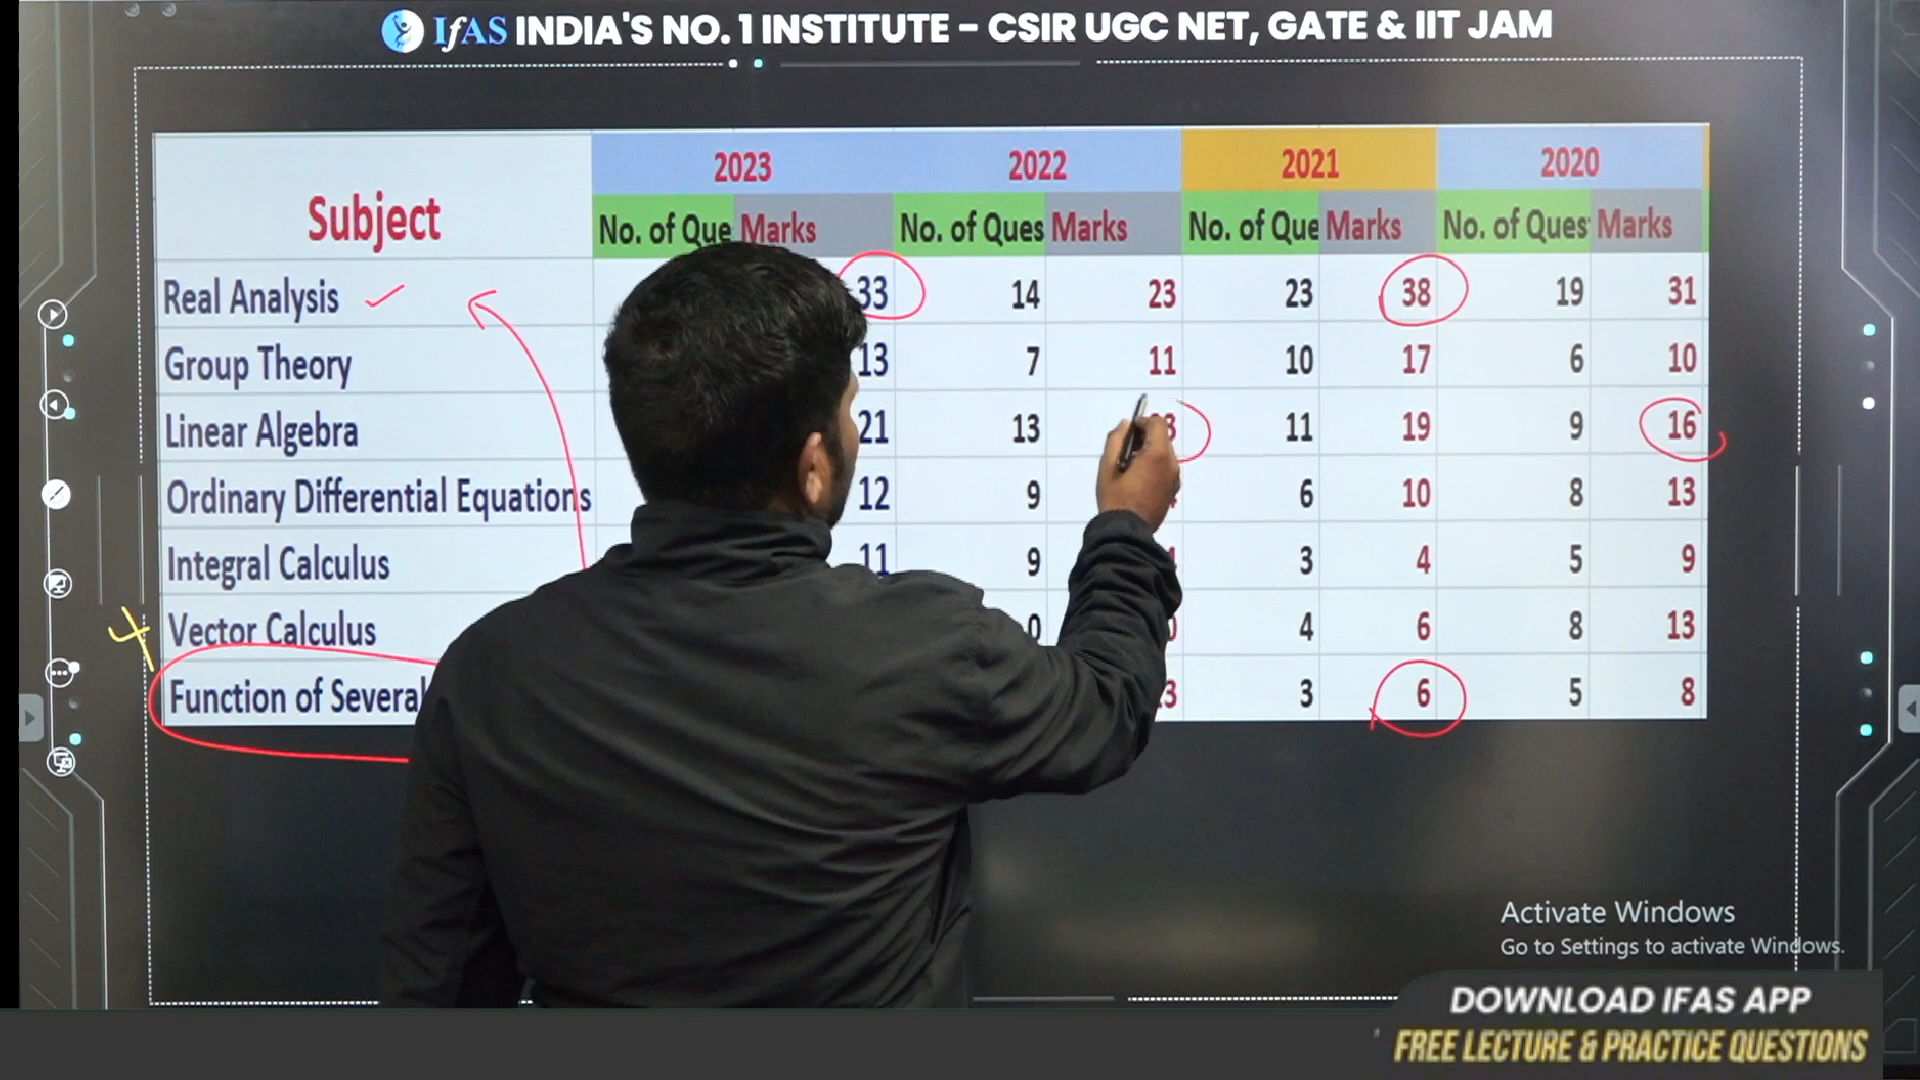 IfAS INDIA'S NO. 1 INSTITUTE - CSIR UGC NET, GATE & IIT JAM
Subject 2023 2022 2021 2020
No. of Que Marks No. of Ques Marks No. of Que Marks No. of Ques Marks
Real Analysis 33 14 23 23 38 19 31
Group Theory 13 7 11 10 17 6 10
Linear Algebra 21 13 11 19 9 16
Ordinary Differential Equations 12 9 6 10 8 13
Integral Calculus 11 9 3 4 5 9
Vector Calculus 0 4 6 8 13
Function of Several 3 6 5 8
Activate Windows
Go to Settings to activate Windows.
DOWNLOAD IFAS APP
FREE LECTURE & PRACTICE QUESTIONS